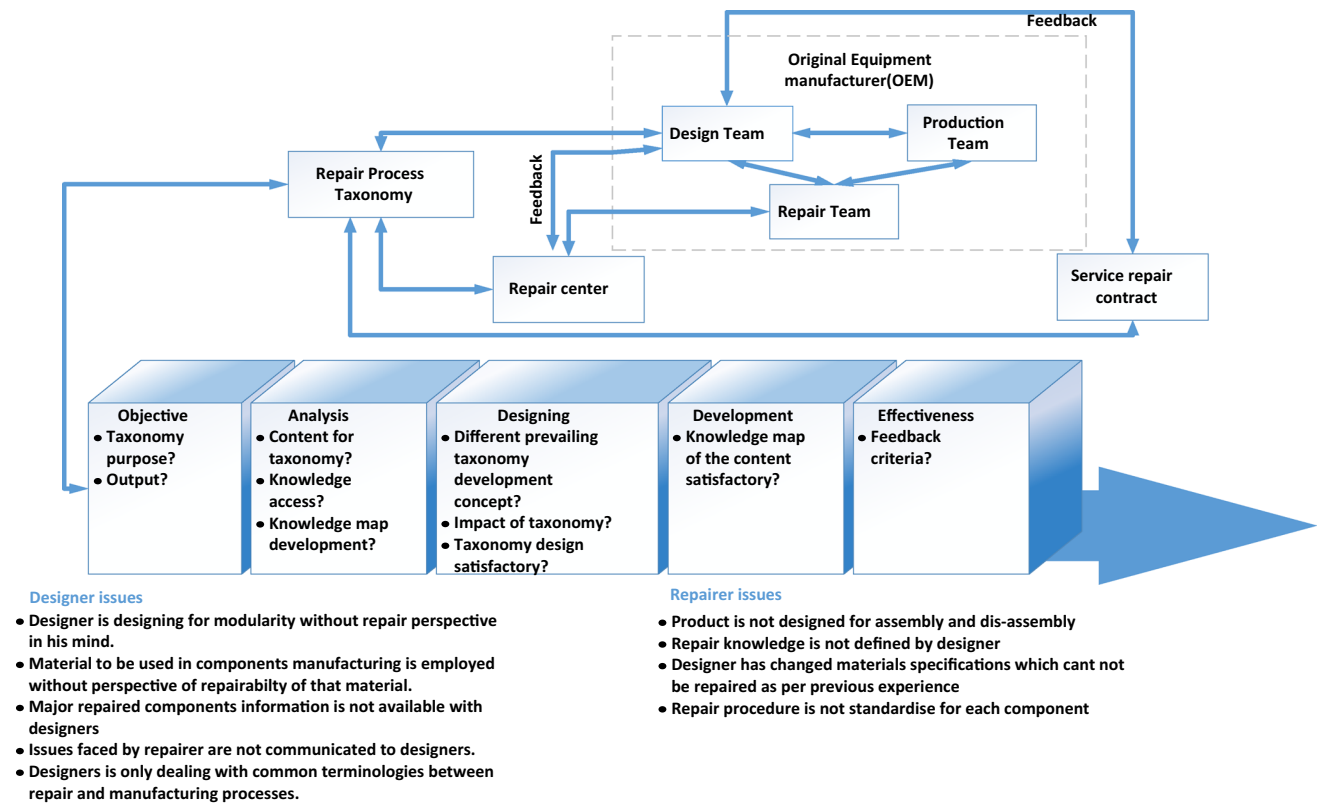 Feedback
Original Equipment
manufacturer(OEM)
Design Team
Production
Team
Repair Process
Taxonomy
Feedback
Repair Team
Repair center
Service repair
contract
Objective
• Taxonomy
purpose?
• Output?
Analysis
• Content for
taxonomy?
• Knowledge
access?
• Knowledge map
development?
Designing
• Different prevailing
taxonomy
development
concept?
• Impact of taxonomy?
• Taxonomy design
satisfactory?
Development
• Knowledge map
of the content
satisfactory?
Effectiveness
• Feedback
criteria?
Designer issues
• Designer is designing for modularity without repair perspective
in his mind.
• Material to be used in components manufacturing is employed
without perspective of repairabilty of that material.
• Major repaired components information is not available with
designers
• Issues faced by repairer are not communicated to designers.
• Designers is only dealing with common terminologies between
repair and manufacturing processes.
Repairer issues
• Product is not designed for assembly and dis-assembly
• Repair knowledge is not defined by designer
• Designer has changed materials specifications which cant not
be repaired as per previous experience
• Repair procedure is not standardise for each component